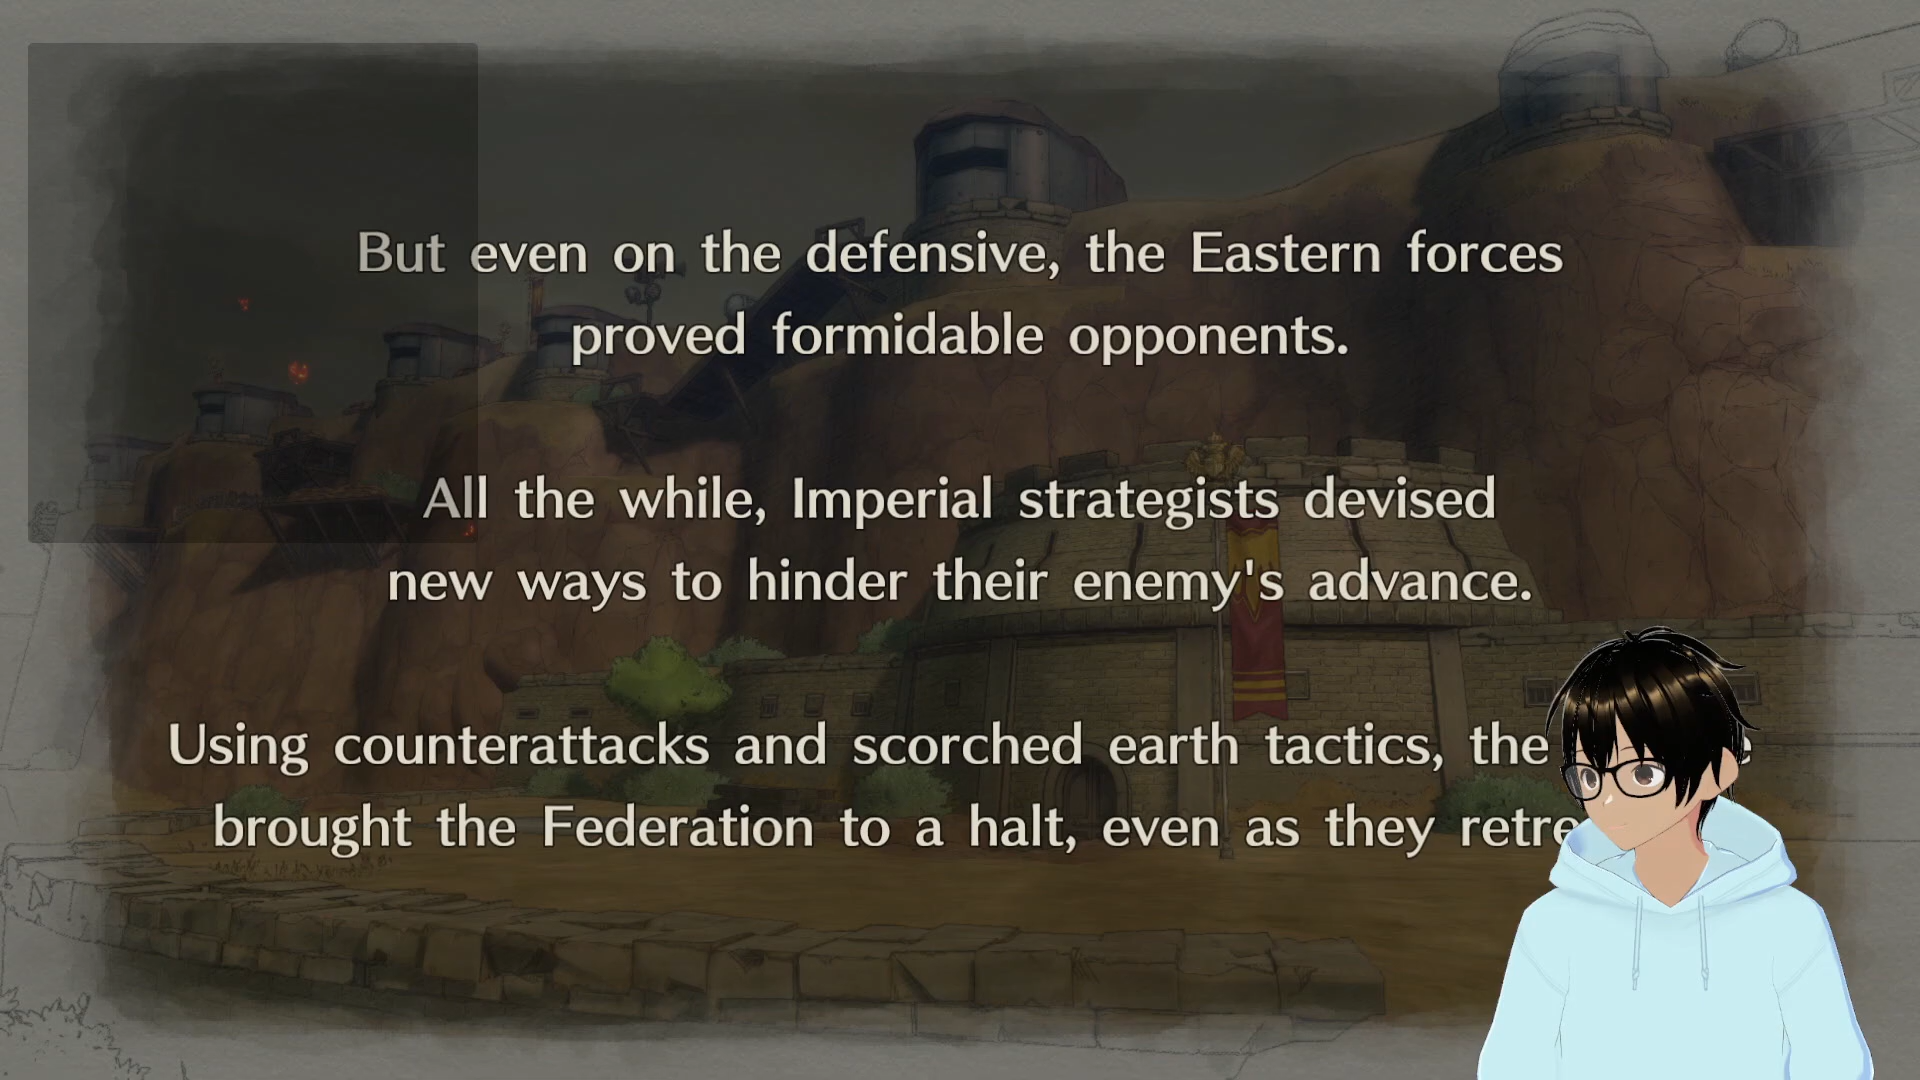 But even on the defensive, the Eastern forces
proved formidable opponents.
All the while, Imperial strategists devised
new ways to hinder their enemy's advance.
Using counterattacks and scorched earth tactics, the
brought the Federation to a halt, even as they